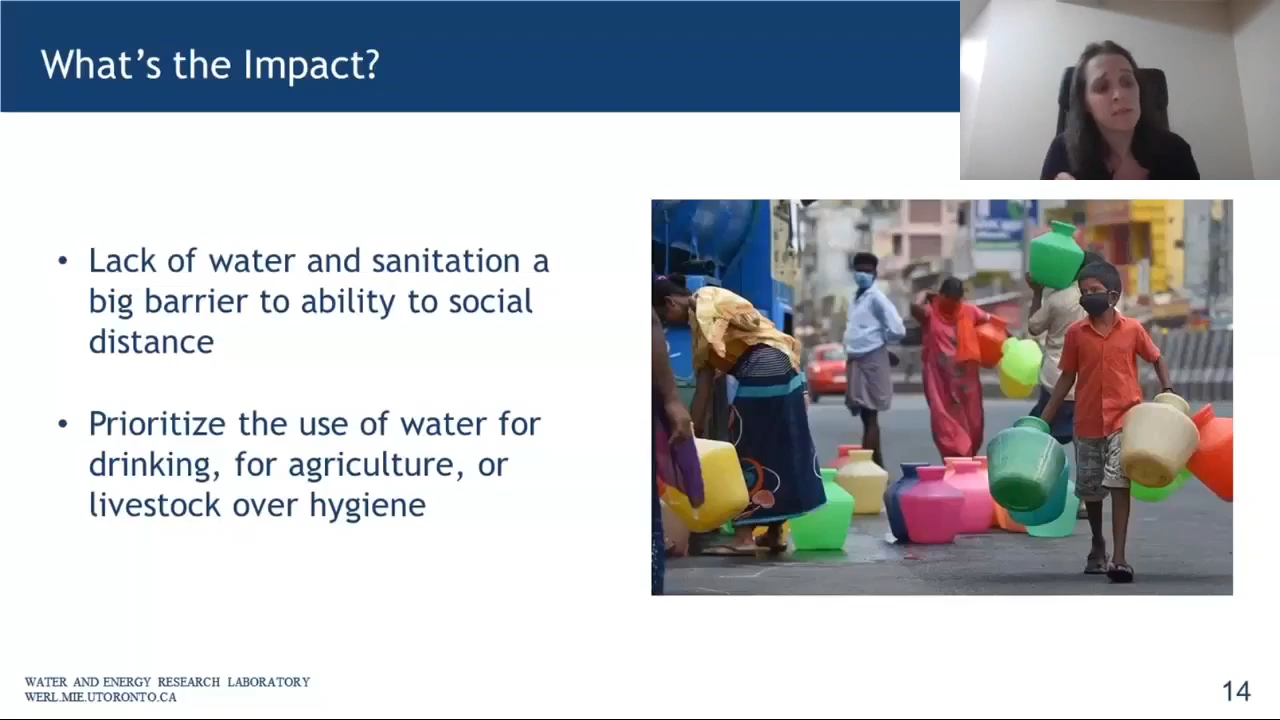 What's the Impact?
• Lack of water and sanitation a
big barrier to ability to social
distance
• Prioritize the use of water for
drinking, for agriculture, or
livestock over hygiene
WATER AND ENERGY RESEARCH LABORATORY
WERL.MIE.UTORONTO.CA
14